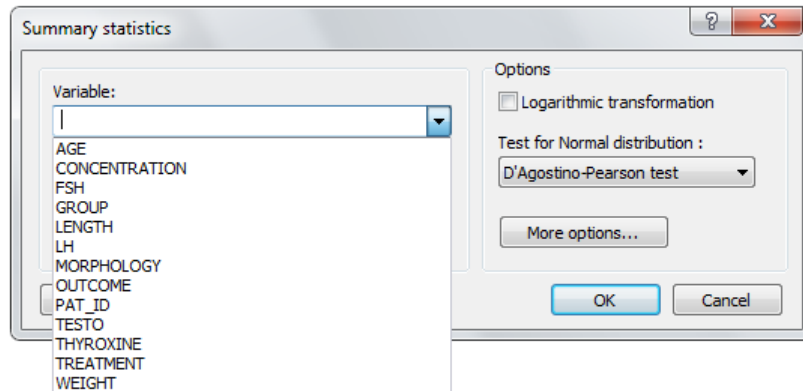 Summary statistics
Variable:
AGE
CONCENTRATION
FSH
GROUP
LENGTH
LH
MORPHOLOGY
OUTCOME
PAT_ID
TESTO
THYROXINE
TREATMENT
WEIGHT
Options
Logarithmic transformation
Test for Normal distribution :
D'Agostino-Pearson test
More options...
OK
Cancel